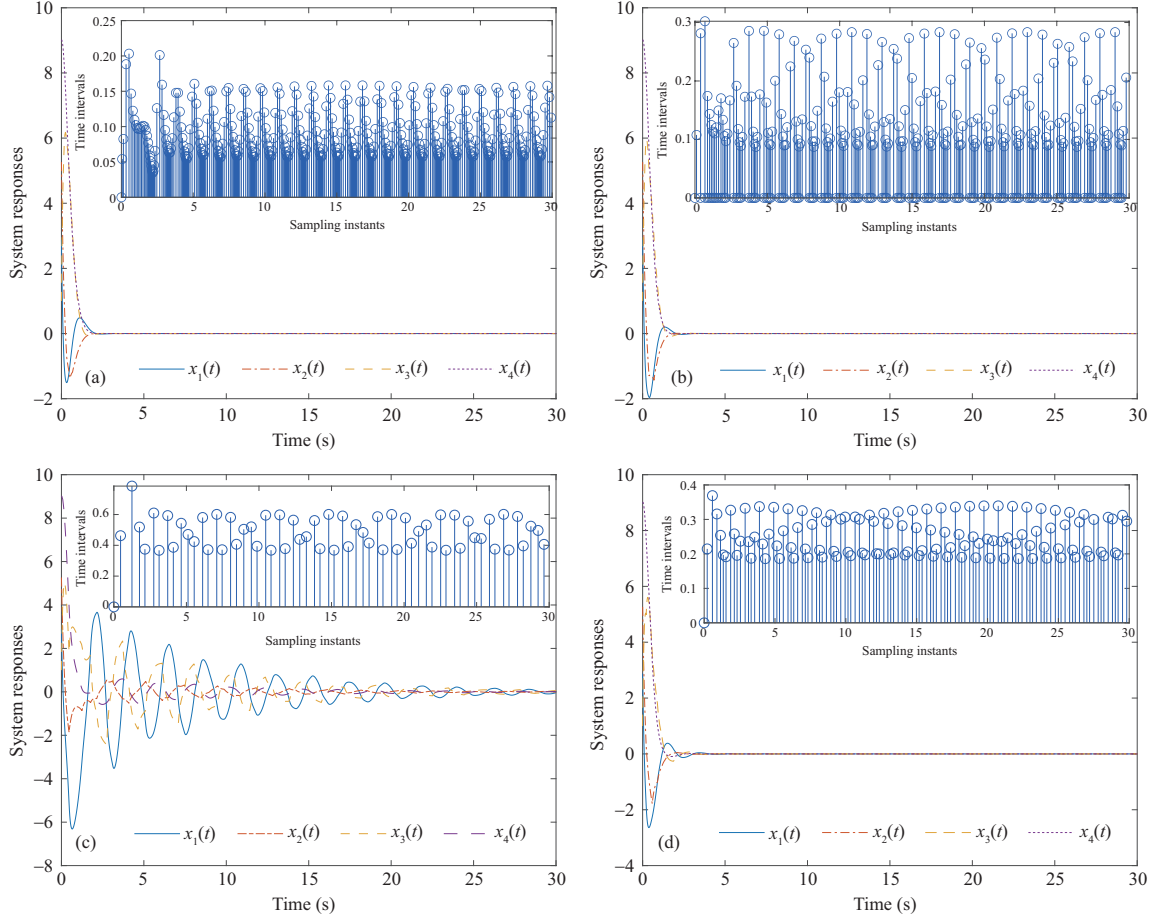 10
8
6
4
2
0
−2
System responses
0 5 10 15 20 25 30
Time (s)
0.25
0.20
0.15
0.10
0.05
0
Time intervals
0 5 10 15 20 25 30
Sampling instants
(a) x1(t) x2(t) x3(t) x4(t)
10
8
6
4
2
0
−2
System responses
0 5 10 15 20 25 30
Time (s)
0.3
0.2
0.1
0
Time intervals
0 5 10 15 20 25 30
Sampling instants
(b) x1(t) x2(t) x3(t) x4(t)
10
8
6
4
2
0
−2
−4
−6
−8
System responses
0 5 10 15 20 25 30
Time (s)
0.6
0.4
0.2
0
Time intervals
0 5 10 15 20 25 30
Sampling instants
(c) x1(t) x2(t) x3(t) x4(t)
10
8
6
4
2
0
−2
−4
System responses
0 5 10 15 20 25 30
Time (s)
0.4
0.3
0.2
0.1
0
Time intervals
0 5 10 15 20 25 30
Sampling instants
(d) x1(t) x2(t) x3(t) x4(t)